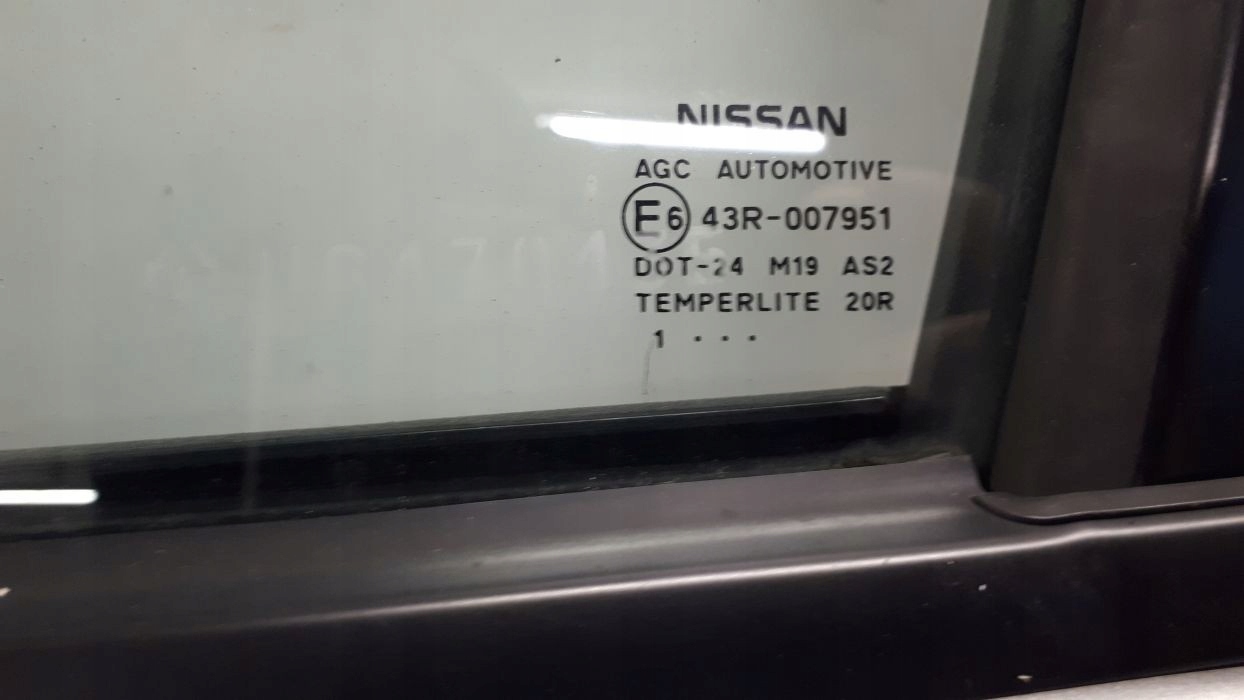 NISSAN
AGC AUTOMOTIVE
E6 43R-007951
DOT-24 M19 AS2
TEMPERLITE 20R
1 ...